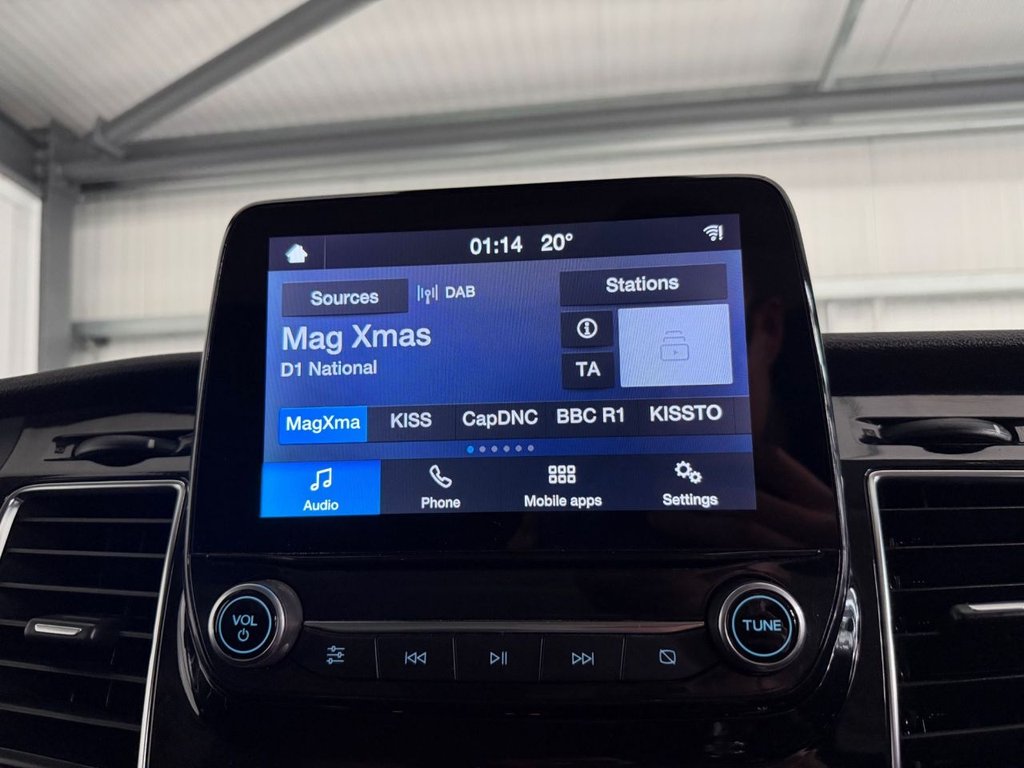 01:14 20°
Sources DAB Stations
Mag Xmas
D1 National
TA
MagXma KISS CapDNC BBC R1 KISSTO
Audio Phone Mobile apps Settings
VOL
TUNE